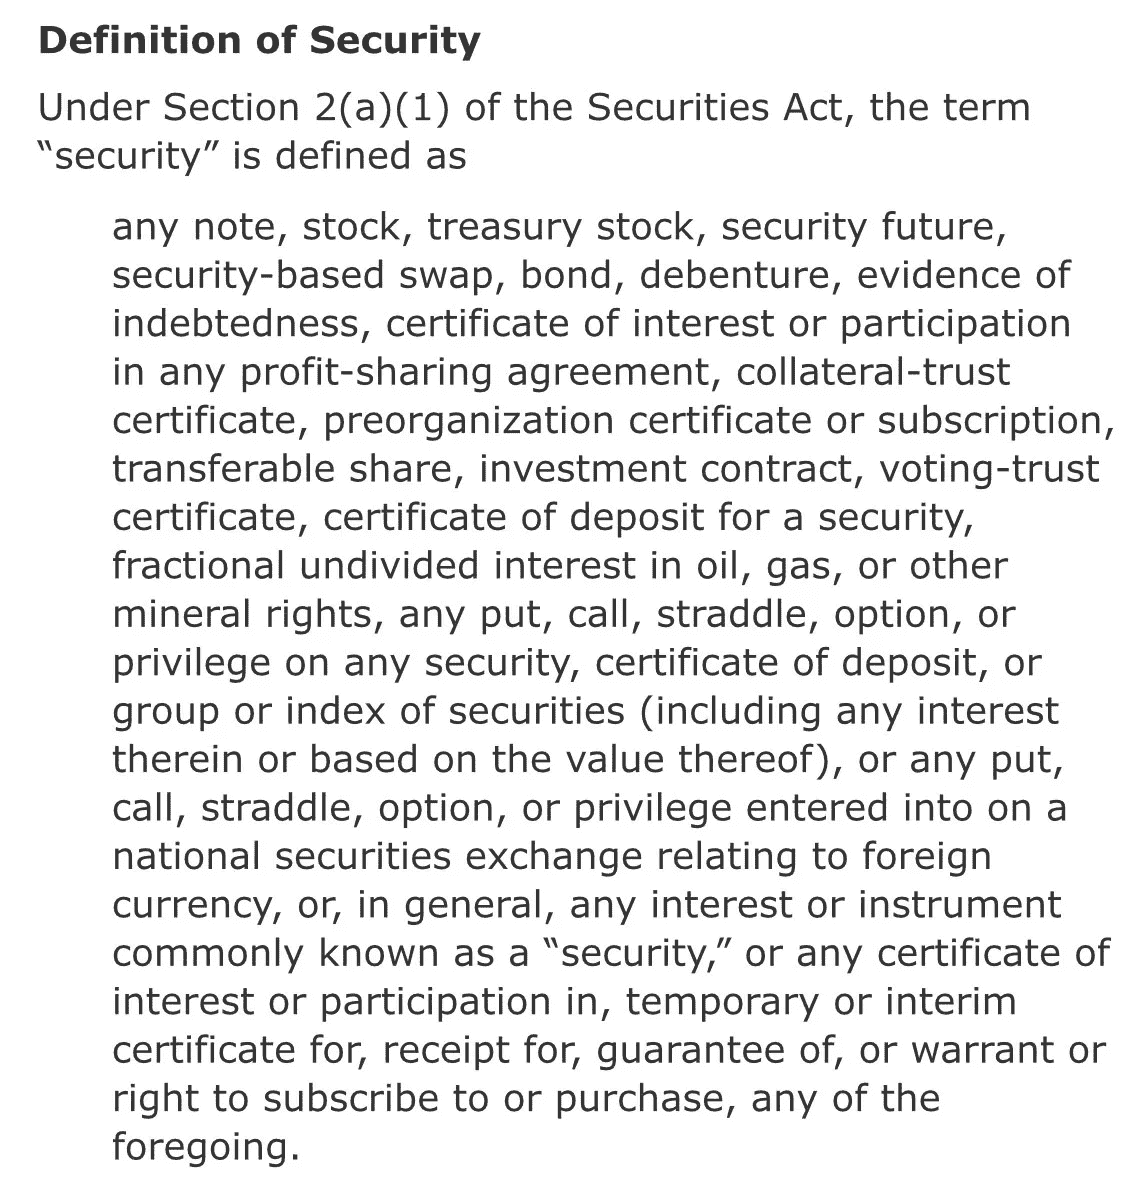 Definition of Security
Under Section 2(a)(1) of the Securities Act, the term
“security” is defined as
any note, stock, treasury stock, security future,
security-based swap, bond, debenture, evidence of
indebtedness, certificate of interest or participation
in any profit-sharing agreement, collateral-trust
certificate, preorganization certificate or subscription,
transferable share, investment contract, voting-trust
certificate, certificate of deposit for a security,
fractional undivided interest in oil, gas, or other
mineral rights, any put, call, straddle, option, or
privilege on any security, certificate of deposit, or
group or index of securities (including any interest
therein or based on the value thereof), or any put,
call, straddle, option, or privilege entered into on a
national securities exchange relating to foreign
currency, or, in general, any interest or instrument
commonly known as a “security,” or any certificate of
interest or participation in, temporary or interim
certificate for, receipt for, guarantee of, or warrant or
right to subscribe to or purchase, any of the
foregoing.